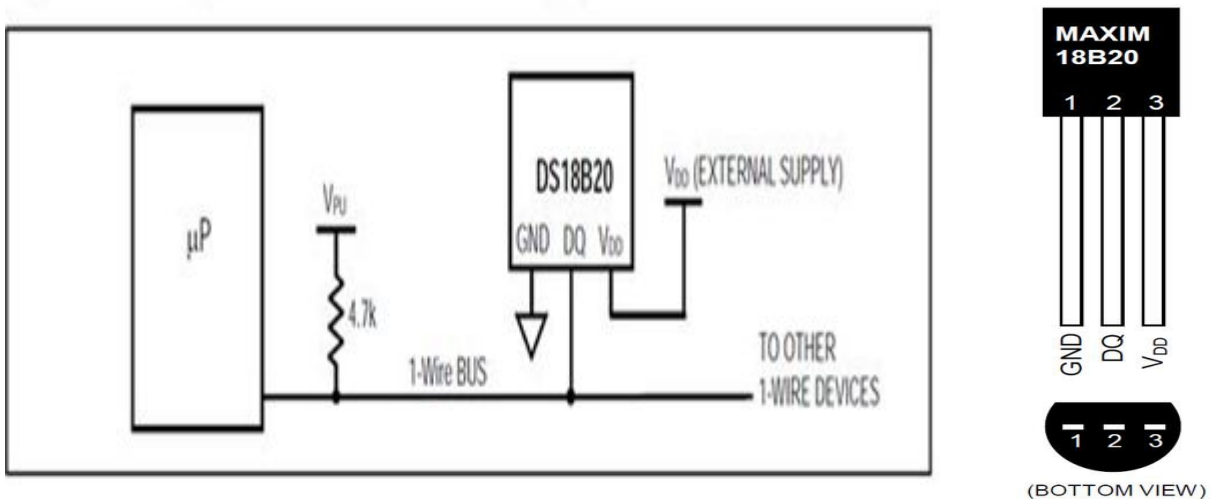 µP
VPU
4.7k
1-Wire BUS
DS18B20
GND DQ VDD
VDD (EXTERNAL SUPPLY)
TO OTHER
1-WIRE DEVICES
MAXIM
18B20
1 2 3
GND DQ VDD
1 2 3
(BOTTOM VIEW)